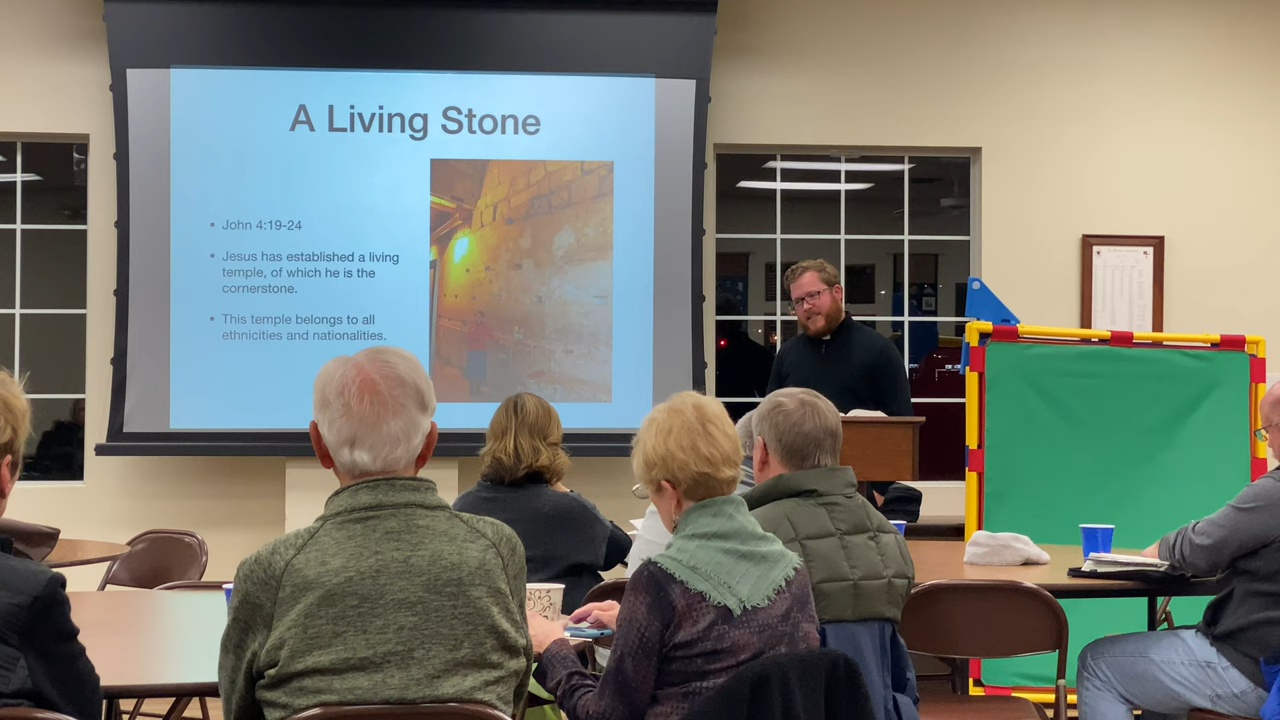 A Living Stone
• John 4:19-24
• Jesus has established a living
temple, of which he is the
cornerstone.
• This temple belongs to all
ethnicities and nationalities.